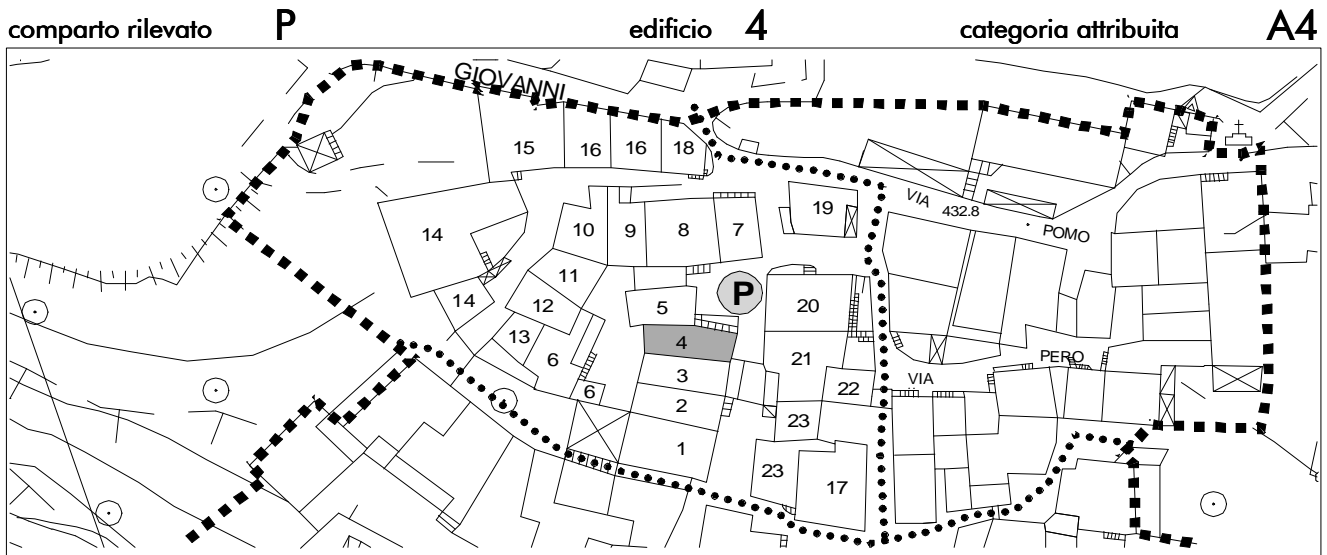 comparto rilevato P edificio 4 categoria attribuita A4
GIOVANNI
15 16 16 18
VIA 432.8 POMO
19
14 10 9 8 7
11
14 12 5 P 20
13 6 4 21 PERO
3 VIA
6 2 22
23
1
23 17